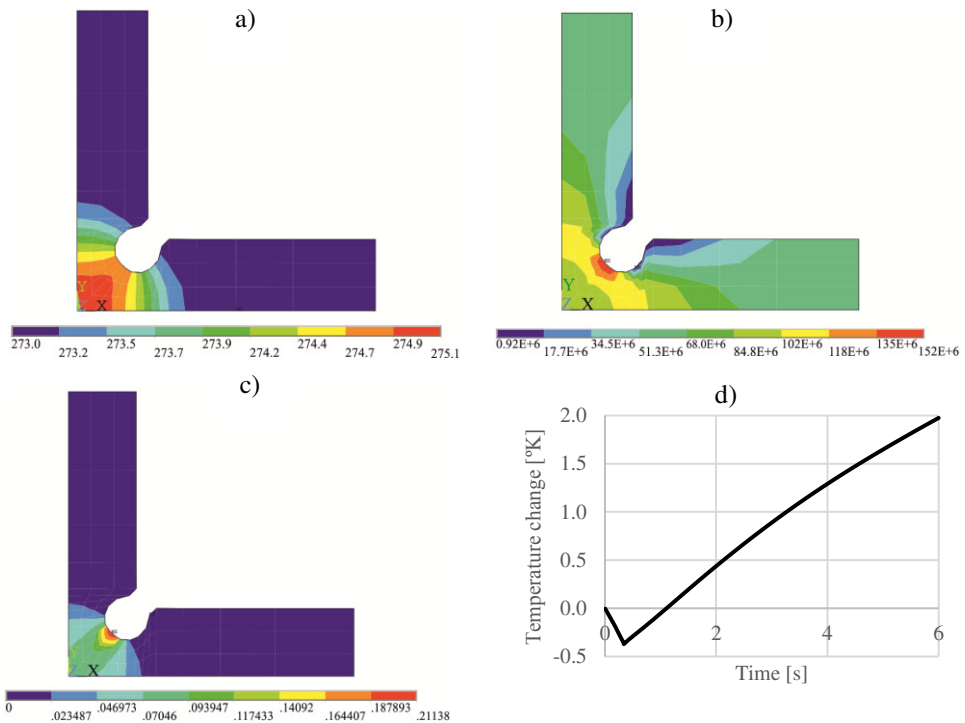 a)
b)
Y
Z X
Y
Z X
273.0 273.5 273.9 274.4 274.9
273.2 273.7 274.2 274.7 275.1
0.92E+6 34.5E+6 68.0E+6 102E+6 135E+6
17.7E+6 51.3E+6 84.8E+6 118E+6 152E+6
c)
d)
Y
Z X
0 .046973 .093947 .14092 .187893
.023487 .07046 .117433 .164407 .21138
Temperature change [ºK]
2.0
1.5
1.0
0.5
0.0
-0.5
0 2 4 6
Time [s]